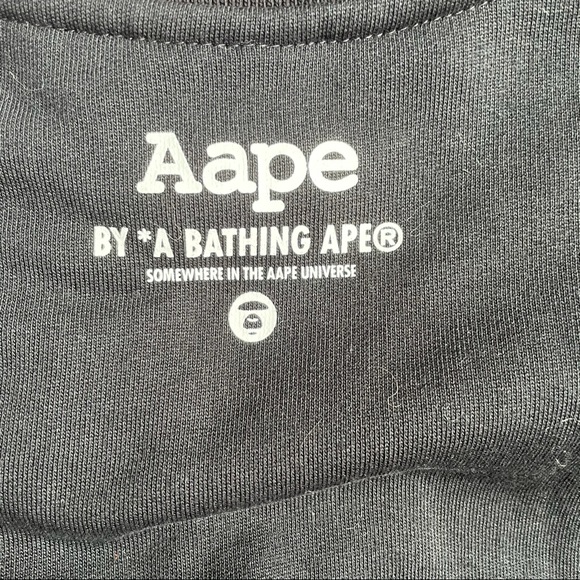 Aape
BY *A BATHING APE®
SOMEWHERE IN THE AAPE UNIVERSE